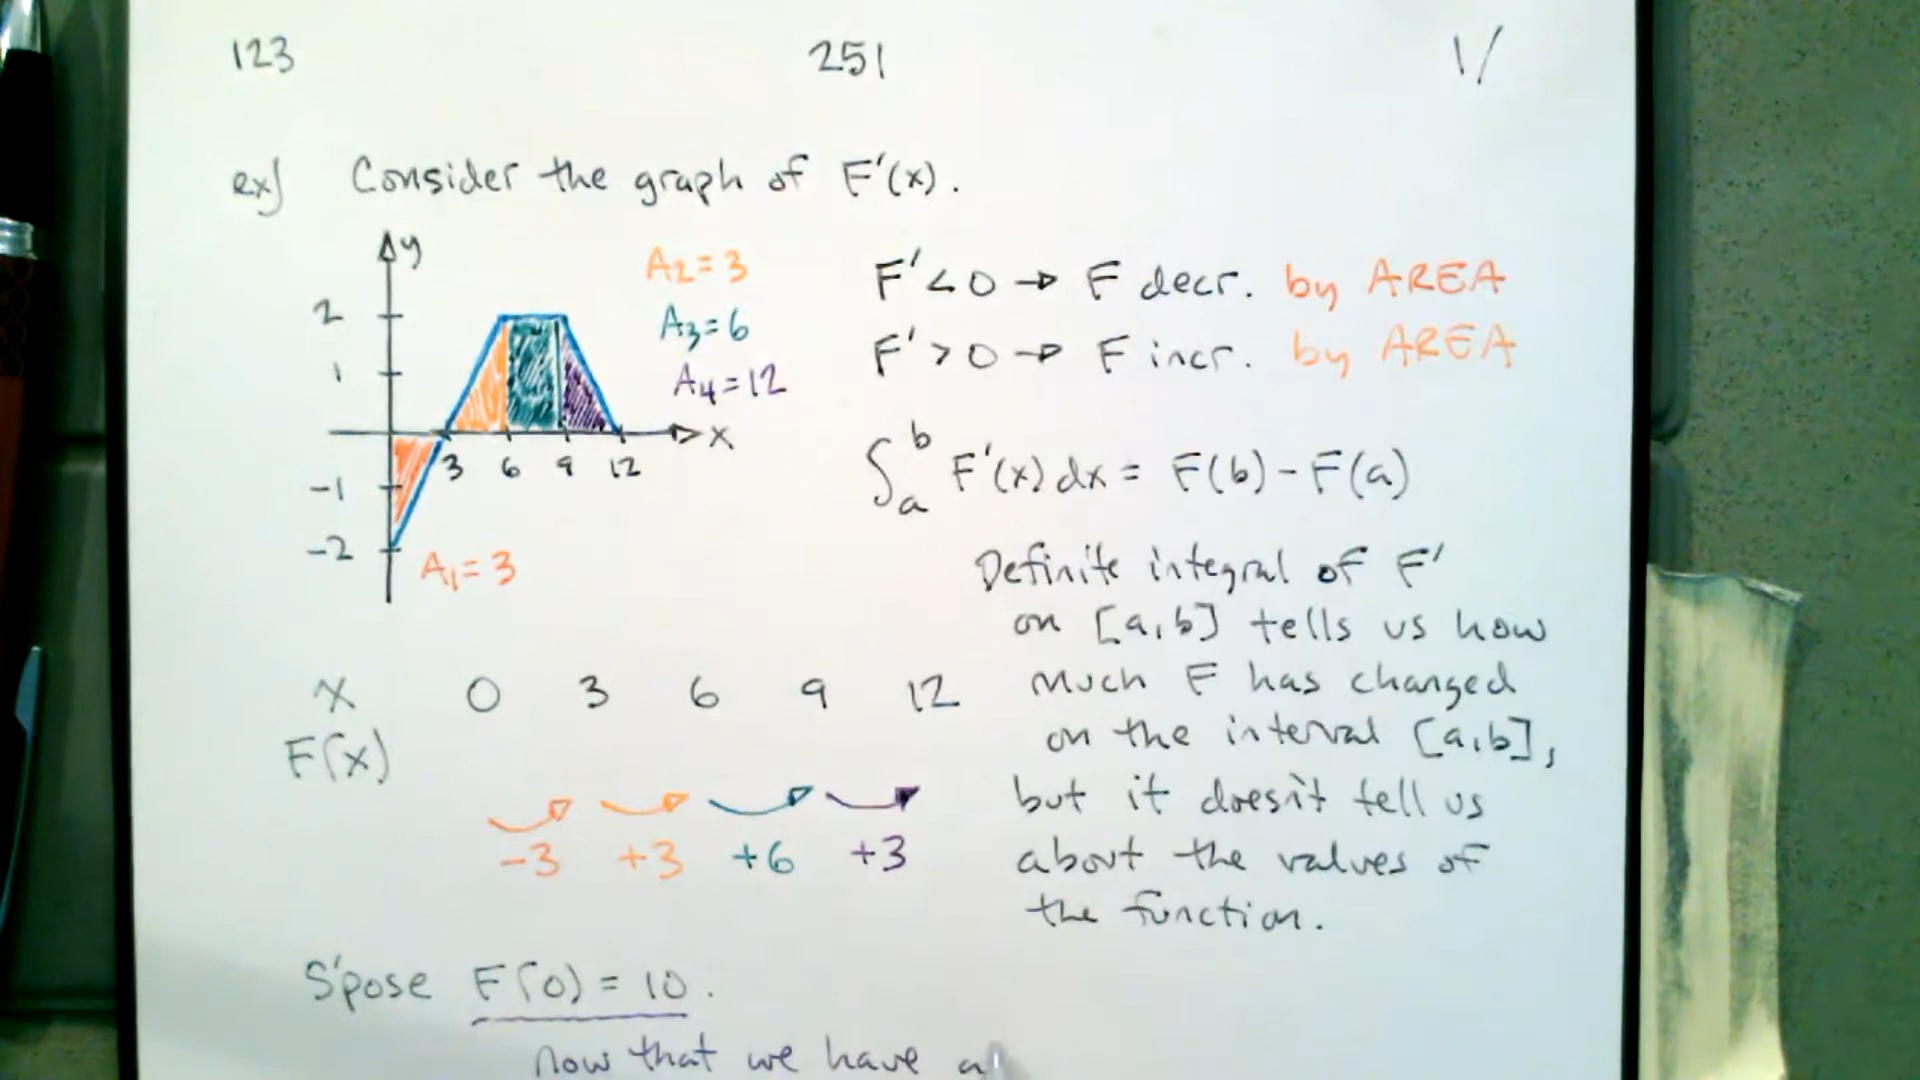 123 251 1/
ex) Consider the graph of F'(x).
y
2
1
-1
-2
3 6 9 12 x
A₂=3
A₃=6
A₄=12
A₁=3
F'<0 → F decr. by AREA
F'>0 → F incr. by AREA
∫ₐᵇ F'(x)dx = F(b)-F(a)
Definite integral of F'
on [a,b] tells us how
much F has changed
on the interval [a,b],
but it doesn't tell us
about the values of
the function.
x 0 3 6 9 12
F(x)
-3 +3 +6 +3
S'pose F(0)=10.
now that we have a